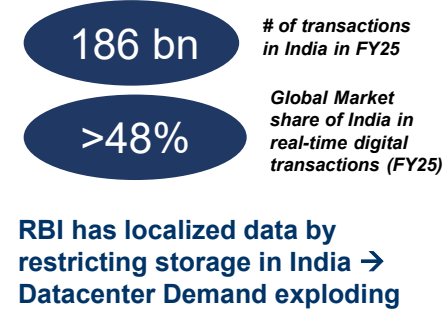 186 bn
# of transactions
in India in FY25
>48%
Global Market
share of India in
real-time digital
transactions (FY25)
RBI has localized data by
restricting storage in India →
Datacenter Demand exploding